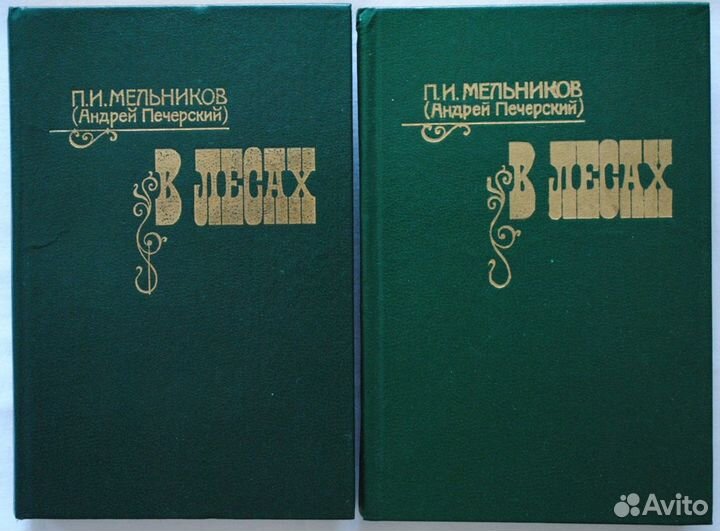 П.И. МЕЛЬНИКОВ
(Андрей Печерский)
В ЛЕСАХ
П.И. МЕЛЬНИКОВ
(Андрей Печерский)
В ЛЕСАХ
Avito